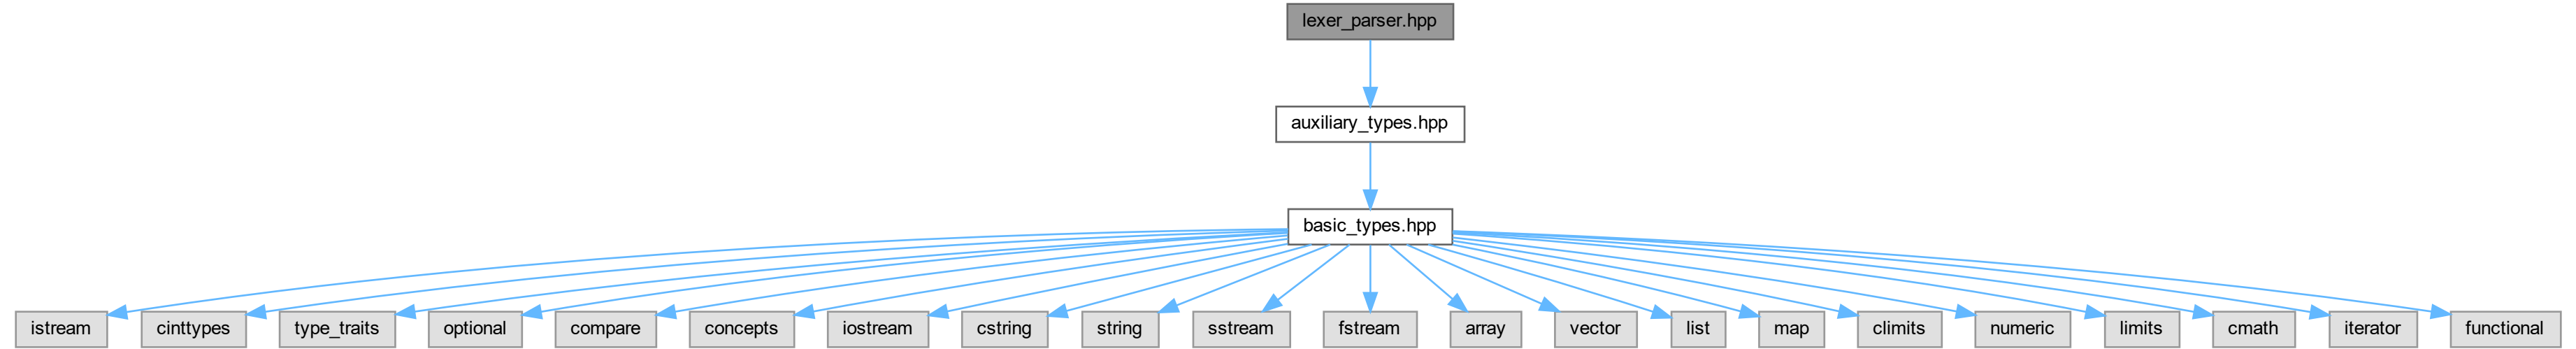 lexer_parser.hpp
auxiliary_types.hpp
basic_types.hpp
istream cinttypes type_traits optional compare concepts iostream cstring string sstream fstream array vector list map climits numeric limits cmath iterator functional